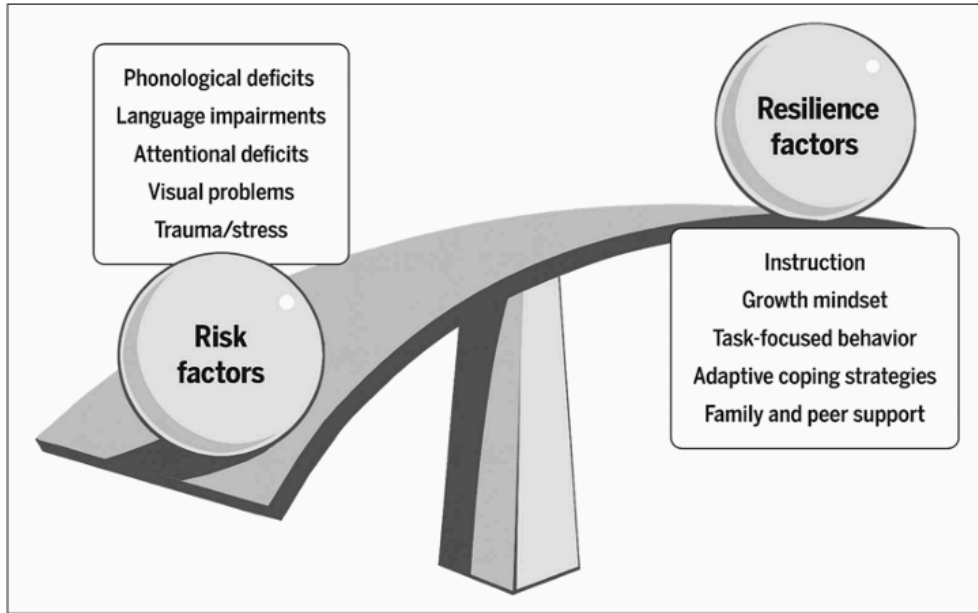 Phonological deficits
Language impairments
Attentional deficits
Visual problems
Trauma/stress
Risk
factors
Resilience
factors
Instruction
Growth mindset
Task-focused behavior
Adaptive coping strategies
Family and peer support